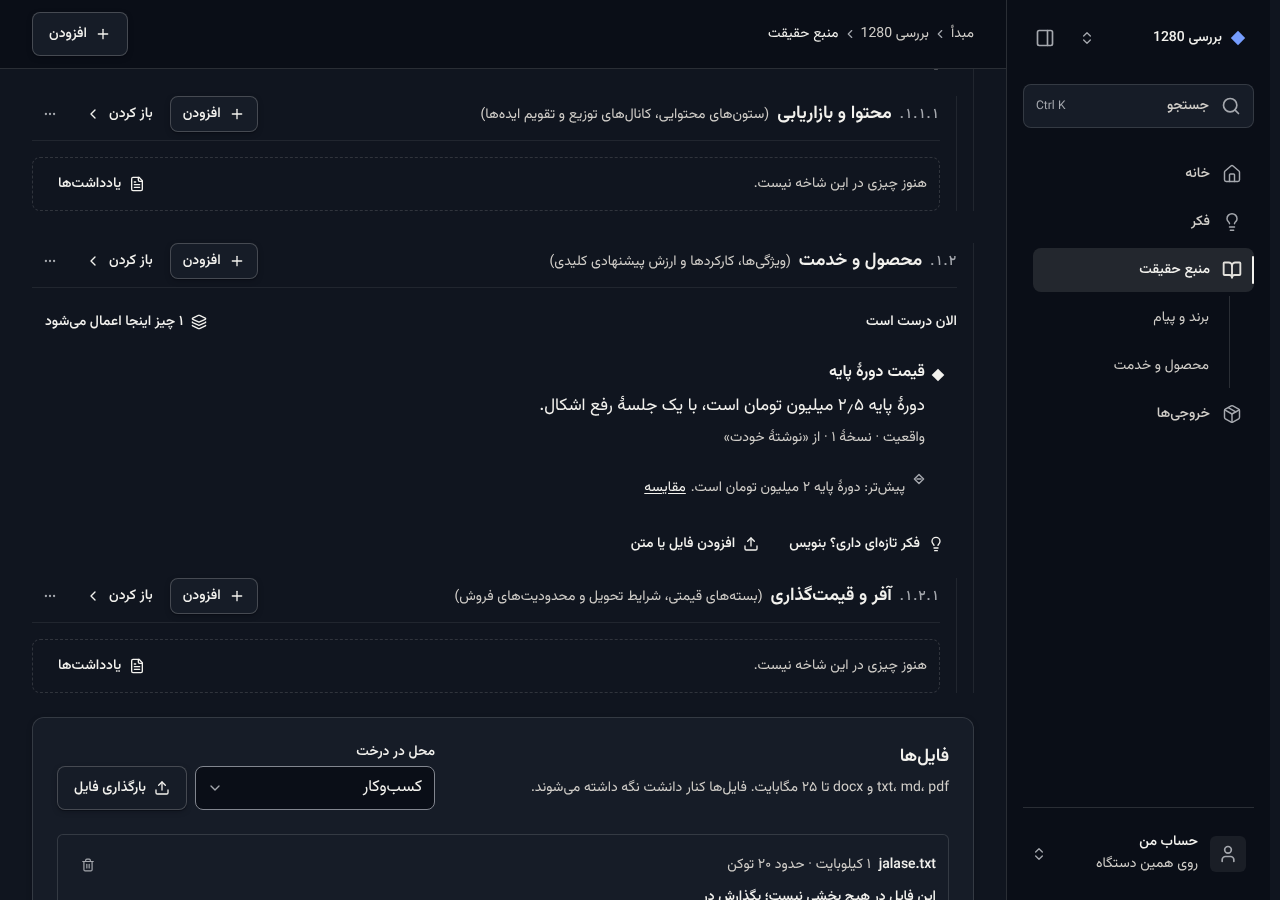 بررسی 1280
جستجو
Ctrl K
خانه
فکر
منبع حقیقت
برند و پیام
محصول و خدمت
خروجی‌ها
حساب من
روی همین دستگاه
مبدأ
بررسی 1280
منبع حقیقت
افزودن
۱.۱.۱. محتوا و بازاریابی (ستون‌های محتوایی، کانال‌های توزیع و تقویم ایده‌ها)
افزودن
باز کردن
هنوز چیزی در این شاخه نیست.
یادداشت‌ها
۱.۲. محصول و خدمت (ویژگی‌ها، کارکردها و ارزش پیشنهادی کلیدی)
افزودن
باز کردن
الان درست است
۱ چیز اینجا اعمال می‌شود
قیمت دورهٔ پایه
دورهٔ پایه ۲٫۵ میلیون تومان است، با یک جلسهٔ رفع اشکال.
واقعیت · نسخهٔ ۱ · از «نوشتهٔ خودت»
پیش‌تر: دورهٔ پایه ۲ میلیون تومان است. مقایسه
فکر تازه‌ای داری؟ بنویس
افزودن فایل یا متن
۱.۲.۱. آفر و قیمت‌گذاری (بسته‌های قیمتی، شرایط تحویل و محدودیت‌های فروش)
افزودن
باز کردن
هنوز چیزی در این شاخه نیست.
یادداشت‌ها
فایل‌ها
txt، md، pdf و docx تا ۲۵ مگابایت. فایل‌ها کنار دانشت نگه داشته می‌شوند.
محل در درخت
کسب‌وکار
بارگذاری فایل
jalase.txt ۱ کیلوبایت · حدود ۲۰ توکن
این فایل در هیچ بخشی نیست؛ بگذارش در